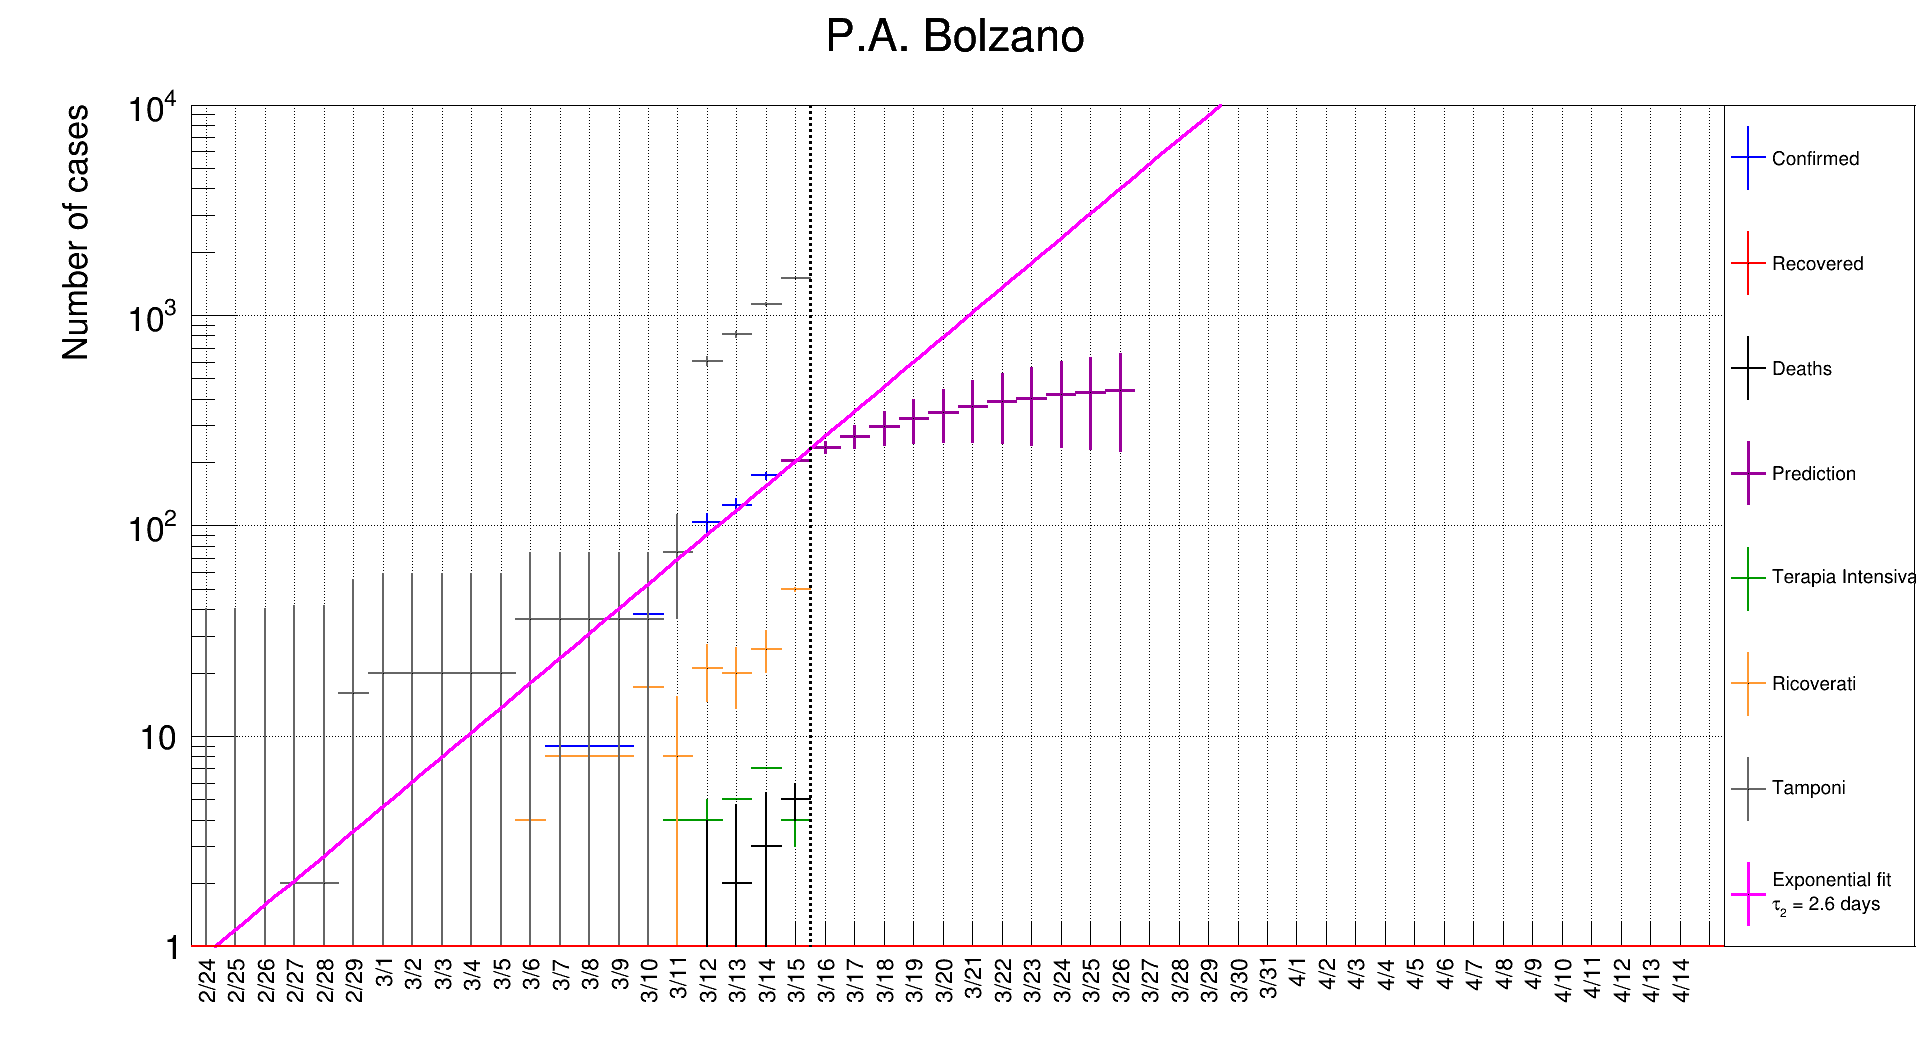 P.A. Bolzano
Number of cases
10^4
10^3
10^2
10
1
2/24 2/25 2/26 2/27 2/28 2/29 3/1 3/2 3/3 3/4 3/5 3/6 3/7 3/8 3/9 3/10 3/11 3/12 3/13 3/14 3/15 3/16 3/17 3/18 3/19 3/20 3/21 3/22 3/23 3/24 3/25 3/26 3/27 3/28 3/29 3/30 3/31 4/1 4/2 4/3 4/4 4/5 4/6 4/7 4/8 4/9 4/10 4/11 4/12 4/13 4/14
Confirmed
Recovered
Deaths
Prediction
Terapia Intensiva
Ricoverati
Tamponi
Exponential fit
τ_2 = 2.6 days